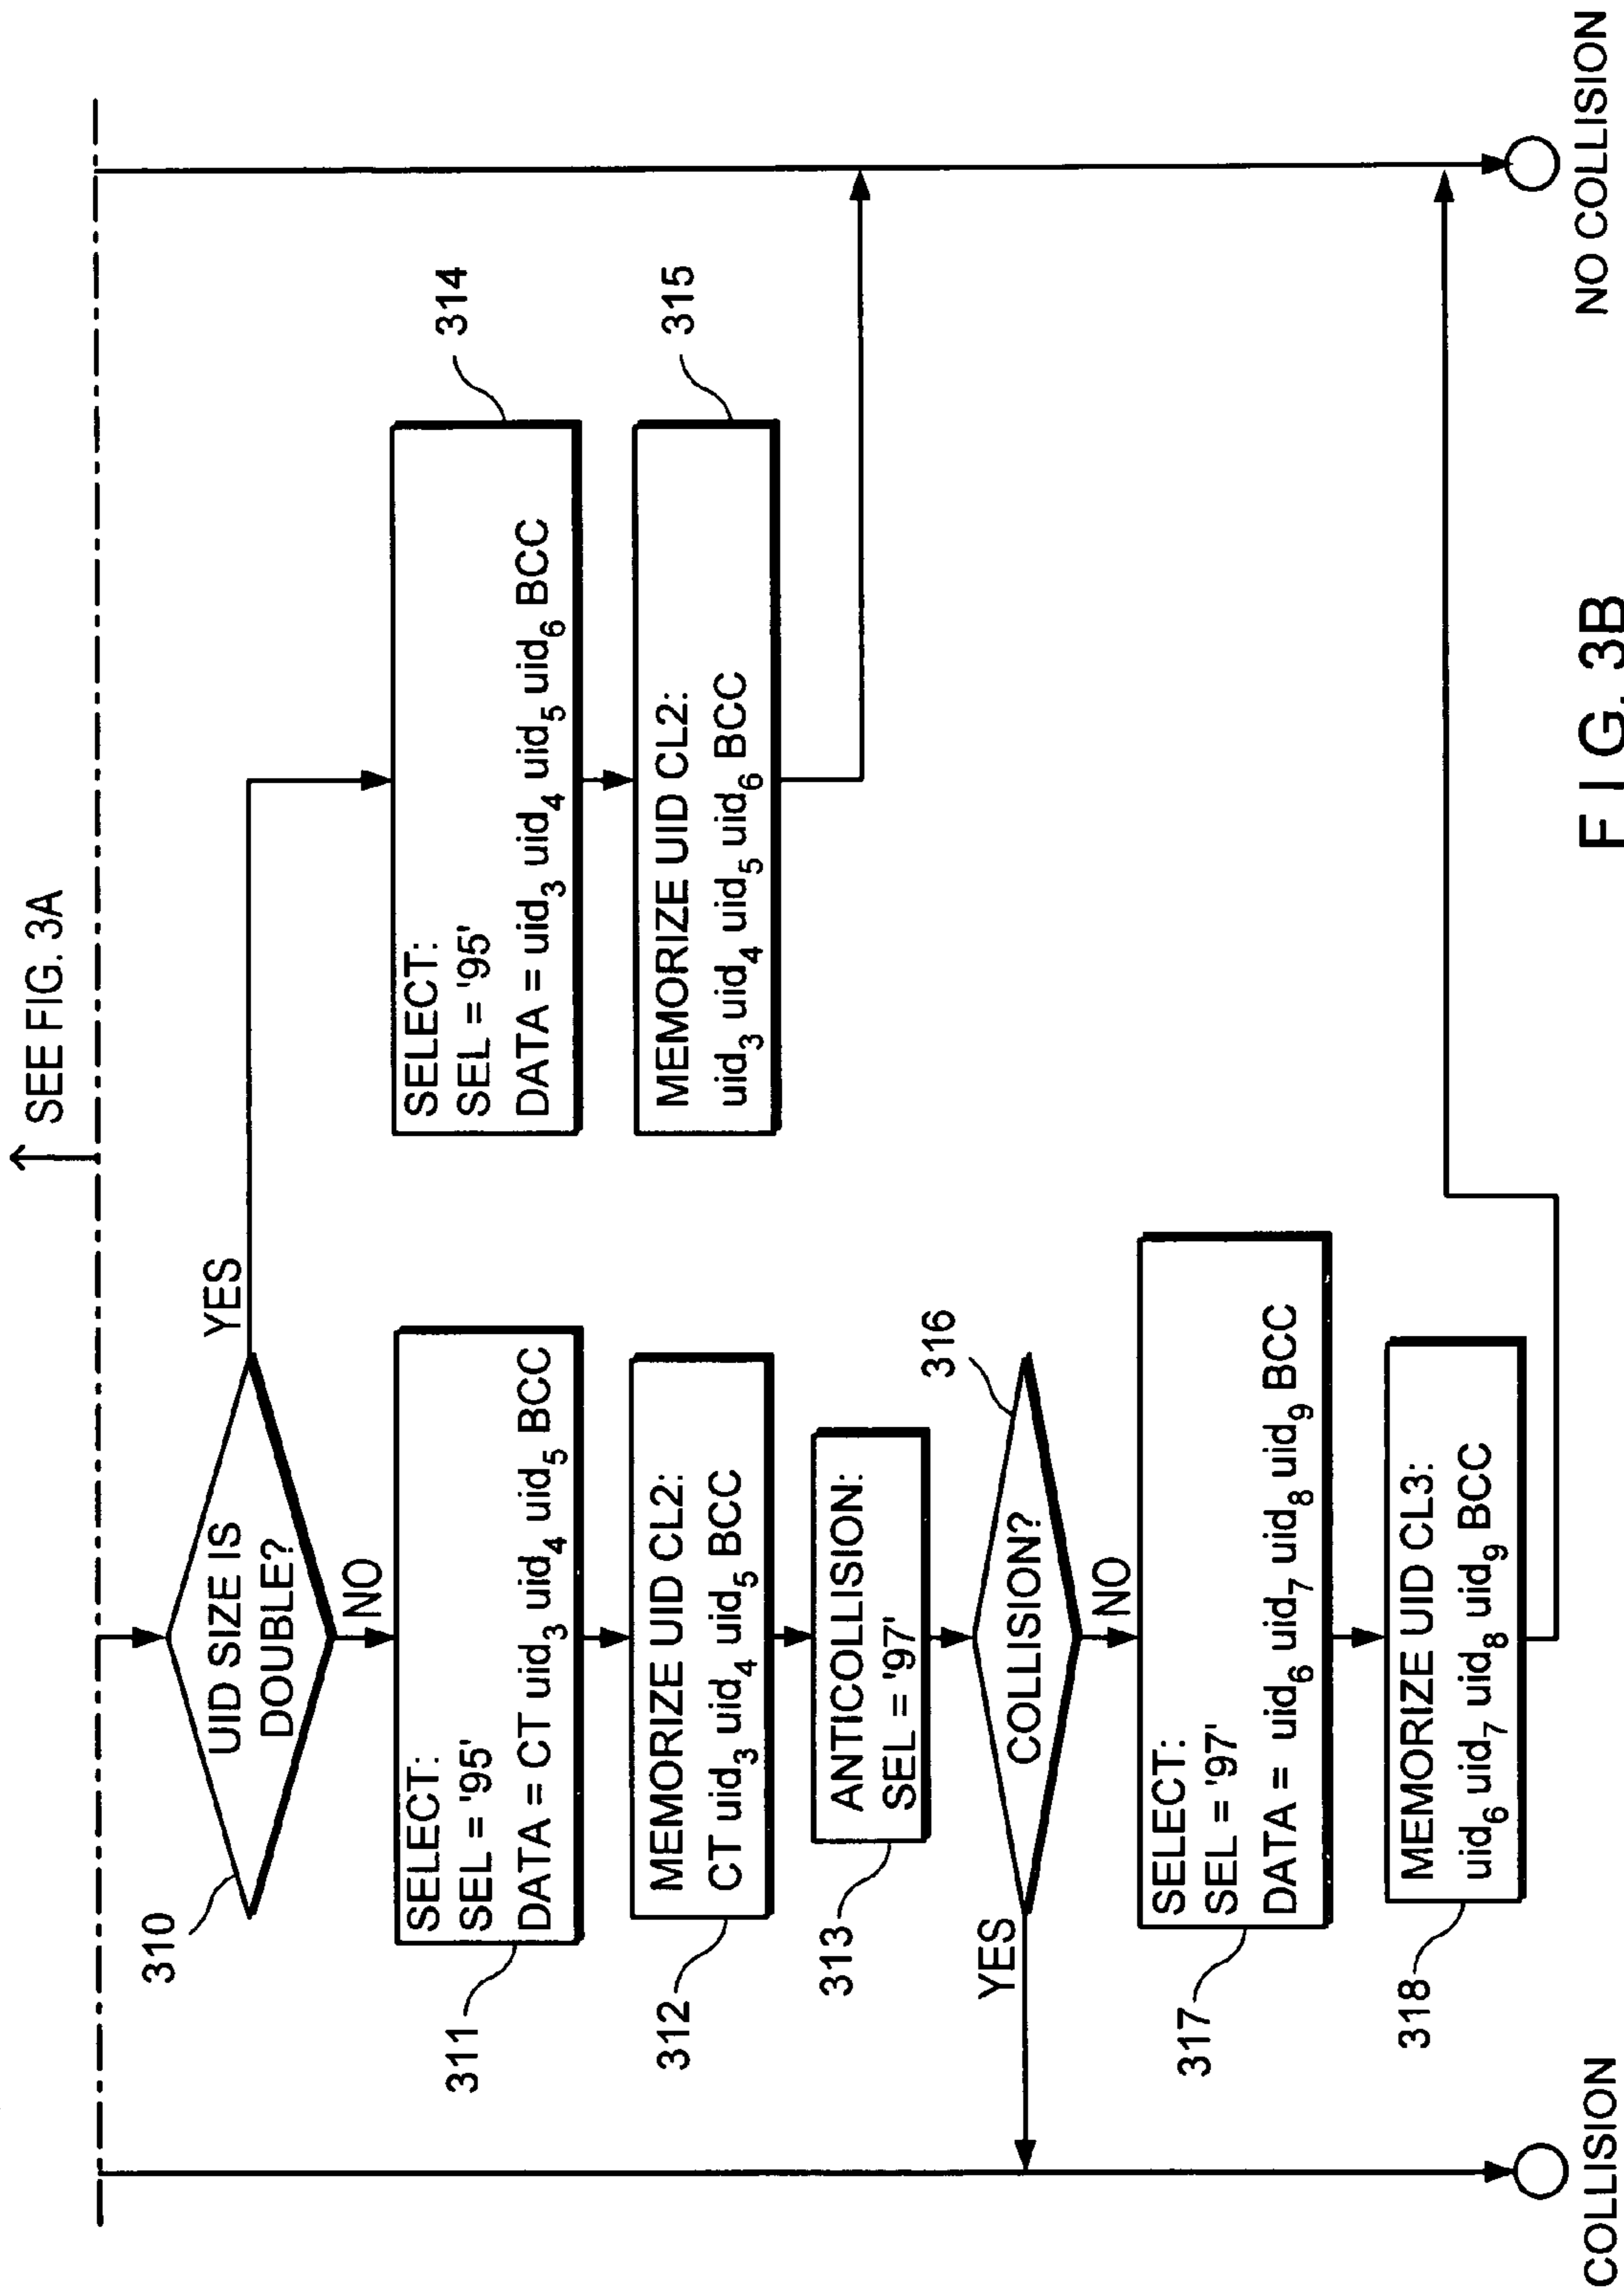 ↑ SEE FIG. 3A
310
UID SIZE IS
DOUBLE?
YES
NO
311
SELECT:
SEL = '95'
DATA = CT uid₃ uid₄ uid₅ BCC
314
SELECT:
SEL = '95'
DATA = uid₃ uid₄ uid₅ uid₆ BCC
312
MEMORIZE UID CL2:
CT uid₃ uid₄ uid₅ BCC
315
MEMORIZE UID CL2:
uid₃ uid₄ uid₅ uid₆ BCC
313
ANTICOLLISION:
SEL = '97'
316
COLLISION?
YES
NO
317
SELECT:
SEL = '97'
DATA = uid₆ uid₇ uid₈ uid₉ BCC
318
MEMORIZE UID CL3:
uid₆ uid₇ uid₈ uid₉ BCC
COLLISION
NO COLLISION
F I G. 3B